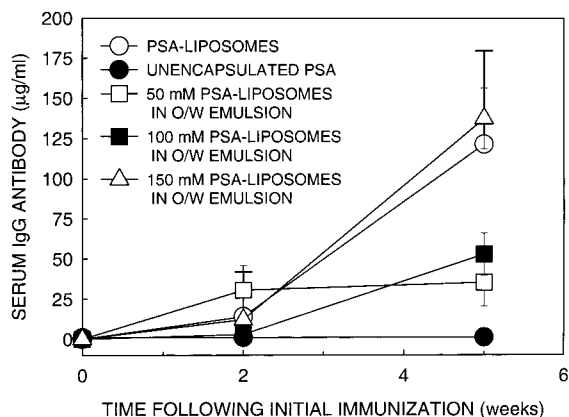 200
175
150
125
100
75
50
25
0
SERUM IgG ANTIBODY (µg/ml)
PSA-LIPOSOMES
UNENCAPSULATED PSA
50 mM PSA-LIPOSOMES
IN O/W EMULSION
100 mM PSA-LIPOSOMES
IN O/W EMULSION
150 mM PSA-LIPOSOMES
IN O/W EMULSION
0 2 4 6
TIME FOLLOWING INITIAL IMMUNIZATION (weeks)